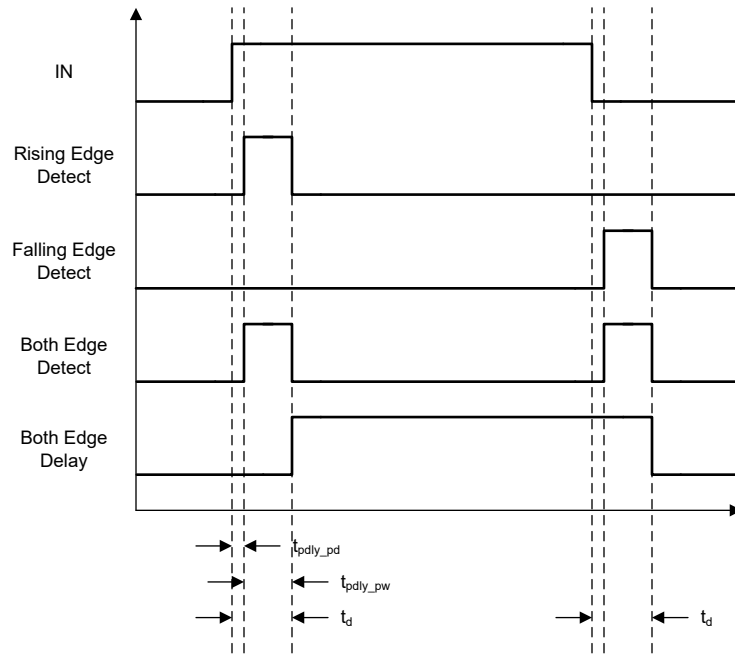 IN
Rising Edge
Detect
Falling Edge
Detect
Both Edge
Detect
Both Edge
Delay
tpdly_pd
tpdly_pw
td
td